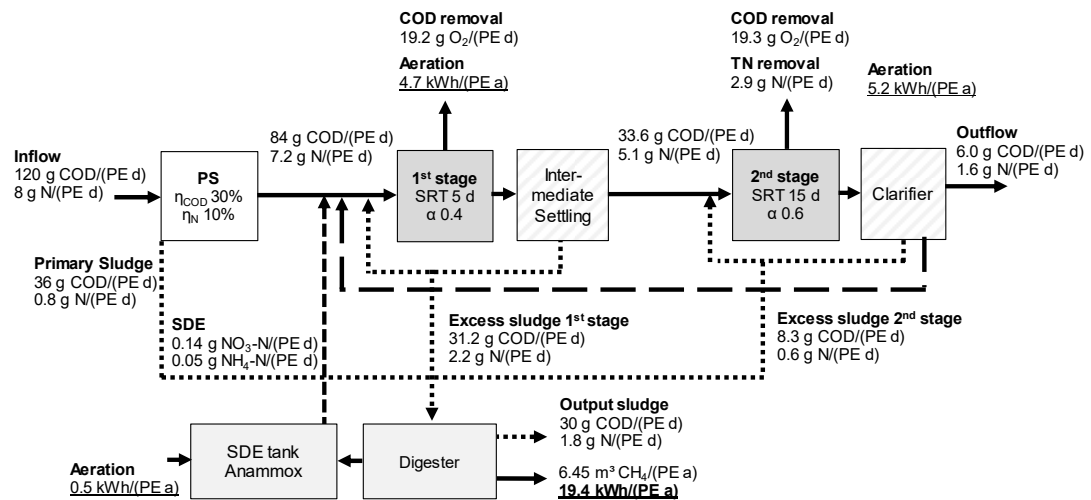 COD removal
19.2 g O₂/(PE d)
Aeration
4.7 kWh/(PE a)
COD removal
19.3 g O₂/(PE d)
TN removal
2.9 g N/(PE d)
Aeration
5.2 kWh/(PE a)
Inflow
120 g COD/(PE d)
8 g N/(PE d)
PS
ηCOD 30%
ηIN 10%
84 g COD/(PE d)
7.2 g N/(PE d)
1st stage
SRT 5 d
α 0.4
Inter-
mediate
Settling
33.6 g COD/(PE d)
5.1 g N/(PE d)
2nd stage
SRT 15 d
α 0.6
Clarifier
Outflow
6.0 g COD/(PE d)
1.6 g N/(PE d)
Primary Sludge
36 g COD/(PE d)
0.8 g N/(PE d)
SDE
0.14 g NO₃-N/(PE d)
0.05 g NH₄-N/(PE d)
Excess sludge 1st stage
31.2 g COD/(PE d)
2.2 g N/(PE d)
Excess sludge 2nd stage
8.3 g COD/(PE d)
0.6 g N/(PE d)
Aeration
0.5 kWh/(PE a)
SDE tank
Anammox
Digester
Output sludge
30 g COD/(PE d)
1.8 g N/(PE d)
6.45 m³ CH₄/(PE a)
19.4 kWh/(PE a)